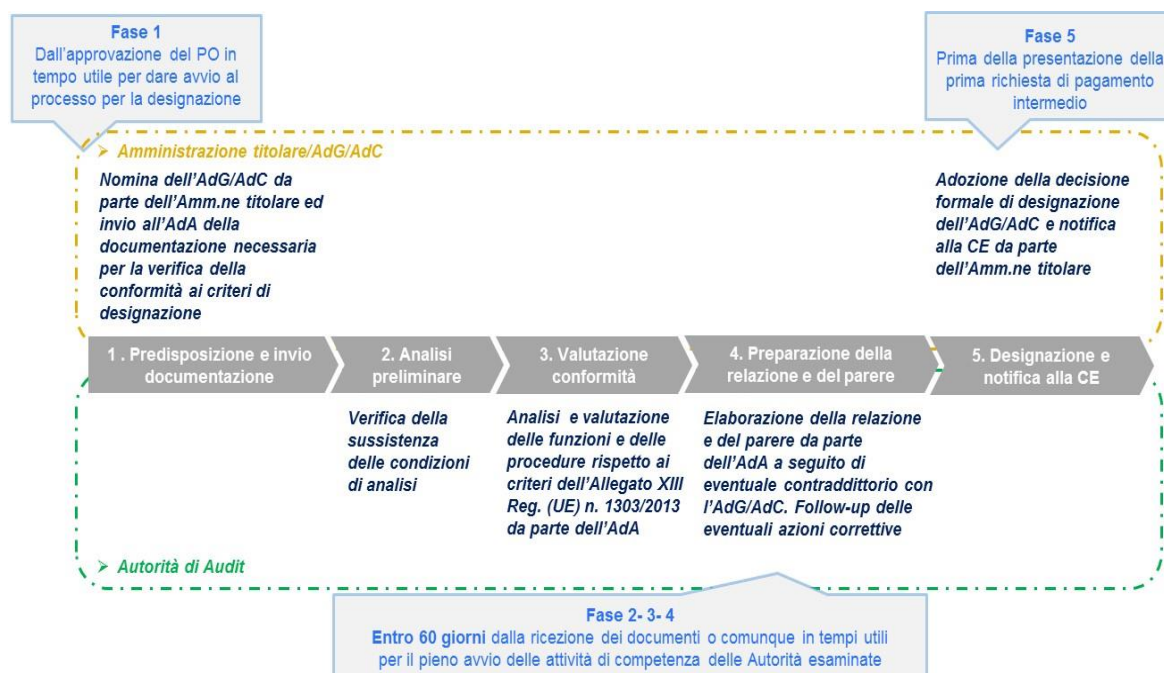 Fase 1
Dall'approvazione del PO in
tempo utile per dare avvio al
processo per la designazione
Fase 5
Prima della presentazione della
prima richiesta di pagamento
intermedio
➤ Amministrazione titolare/AdG/AdC
Nomina dell'AdG/AdC da
parte dell'Amm.ne titolare ed
invio all'AdA della
documentazione necessaria
per la verifica della
conformità ai criteri di
designazione
Adozione della decisione
formale di designazione
dell'AdG/AdC e notifica
alla CE da parte
dell'Amm.ne titolare
1 . Predisposizione e invio
documentazione
2. Analisi
preliminare
3. Valutazione
conformità
4. Preparazione della
relazione e del parere
5. Designazione e
notifica alla CE
Verifica della
sussistenza
delle condizioni
di analisi
Analisi e valutazione
delle funzioni e delle
procedure rispetto ai
criteri dell'Allegato XIII
Reg. (UE) n. 1303/2013
da parte dell'AdA
Elaborazione della relazione
e del parere da parte
dell'AdA a seguito di
eventuale contraddittorio con
l'AdG/AdC. Follow-up delle
eventuali azioni correttive
➤ Autorità di Audit
Fase 2- 3- 4
Entro 60 giorni dalla ricezione dei documenti o comunque in tempi utili
per il pieno avvio delle attività di competenza delle Autorità esaminate